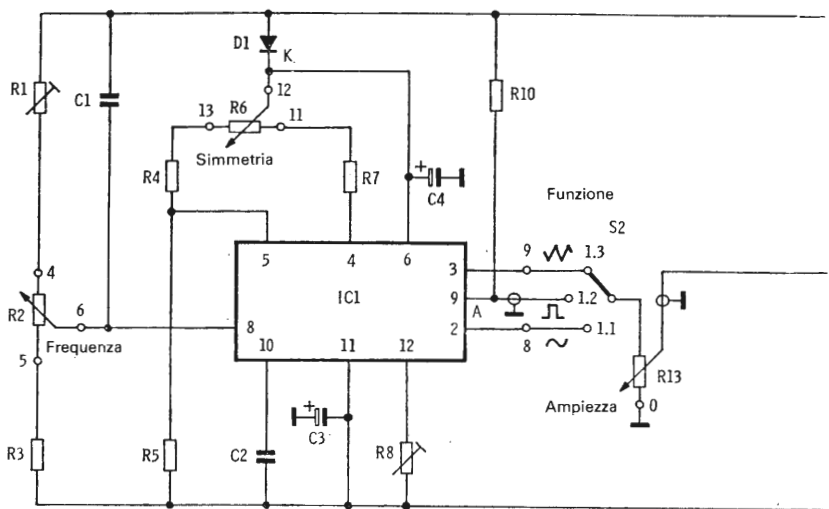 D1
K
R1
C1
12
13
R6
11
Simmetria
R4
R7
+
C4
Funzione
S2
5
4
6
3
9
1.3
4
IC1
9
1.2
R10
R2
6
8
A
2
8
1.1
Frequenza
5
10
11
12
R13
Ampiezza
0
+
C3
R3
R5
C2
R8